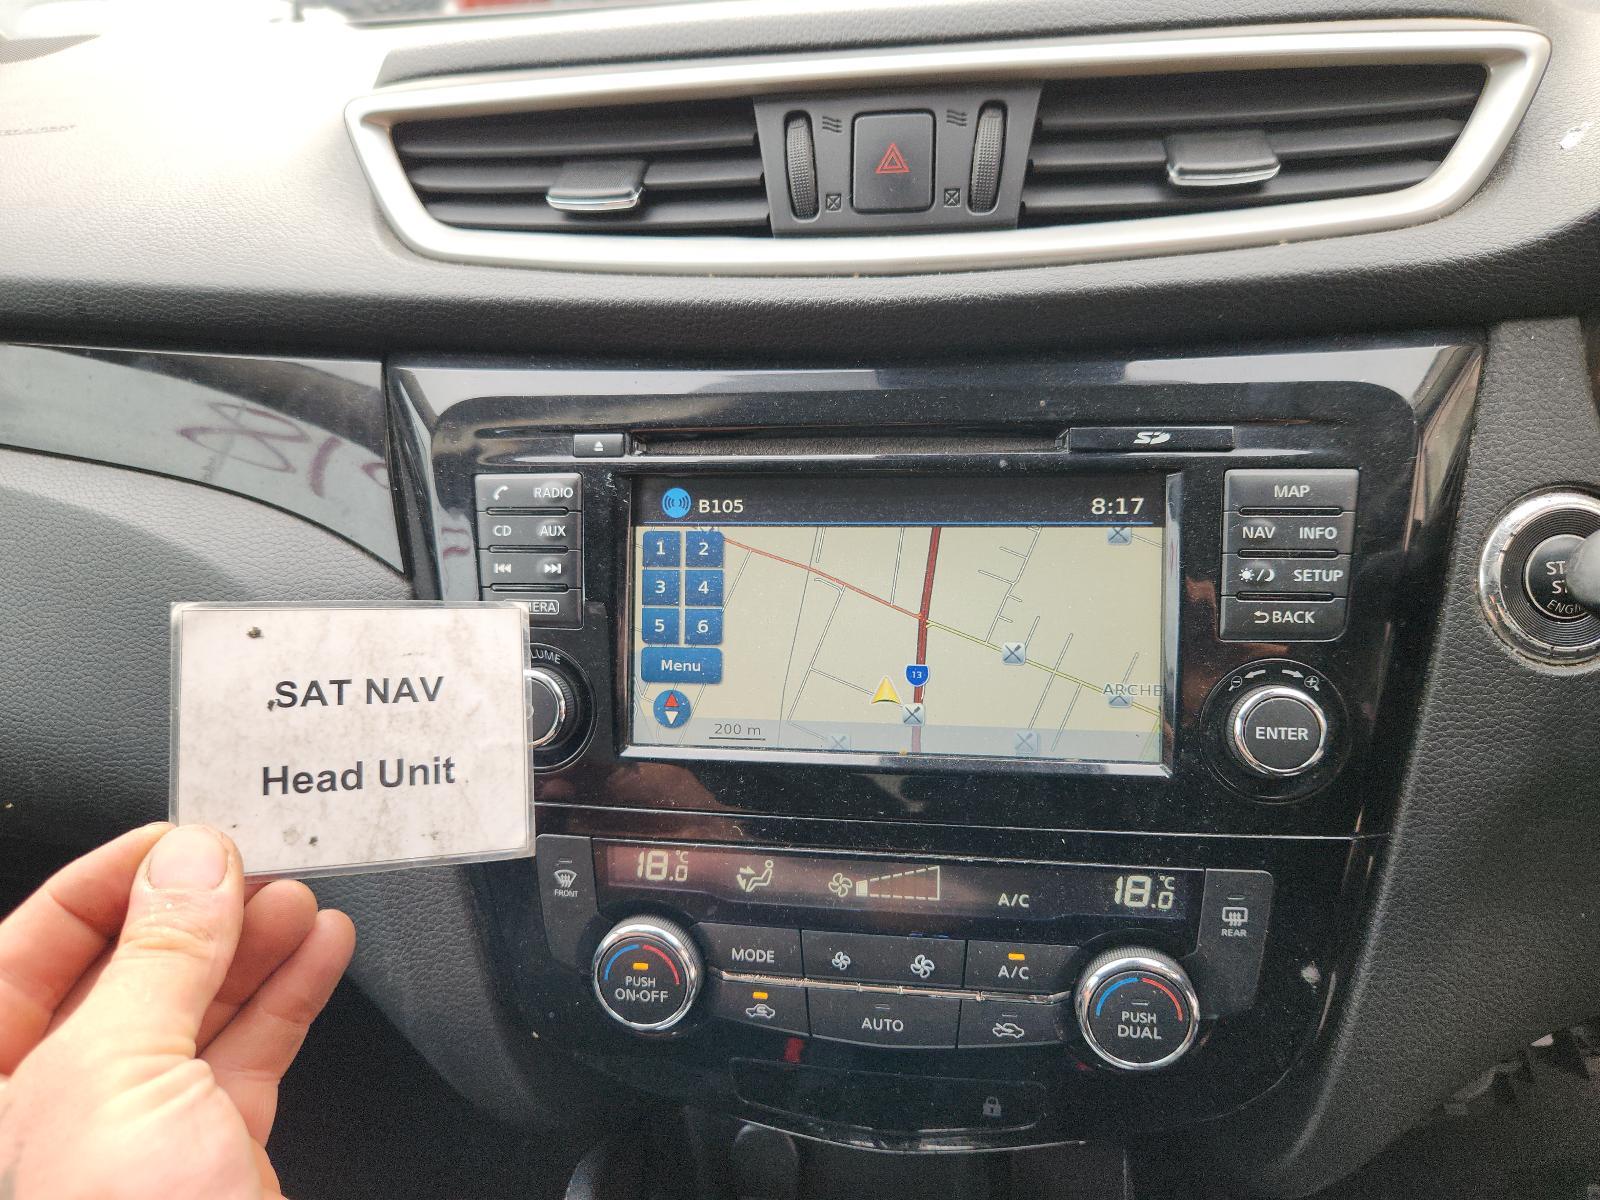 SD
RADIO
CD AUX
B105
8:17
1 2
3 4
5 6
Menu
13
ARCHE
200 m
MAP
NAV INFO
SETUP
BACK
ENTER
SAT NAV
Head Unit
FRONT
18.0 °C
A/C
18.0 °C
REAR
PUSH
ON·OFF
MODE
A/C
AUTO
PUSH
DUAL